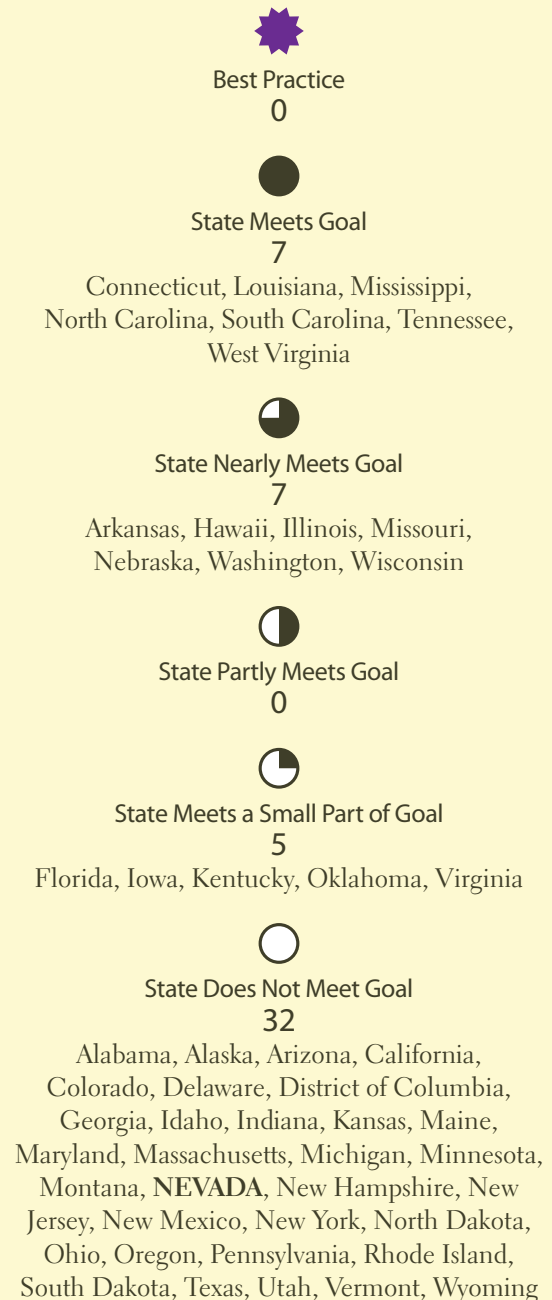 Best Practice
0
State Meets Goal
7
Connecticut, Louisiana, Mississippi,
North Carolina, South Carolina, Tennessee,
West Virginia
State Nearly Meets Goal
7
Arkansas, Hawaii, Illinois, Missouri,
Nebraska, Washington, Wisconsin
State Partly Meets Goal
0
State Meets a Small Part of Goal
5
Florida, Iowa, Kentucky, Oklahoma, Virginia
State Does Not Meet Goal
32
Alabama, Alaska, Arizona, California,
Colorado, Delaware, District of Columbia,
Georgia, Idaho, Indiana, Kansas, Maine,
Maryland, Massachusetts, Michigan, Minnesota,
Montana, NEVADA, New Hampshire, New
Jersey, New Mexico, New York, North Dakota,
Ohio, Oregon, Pennsylvania, Rhode Island,
South Dakota, Texas, Utah, Vermont, Wyoming